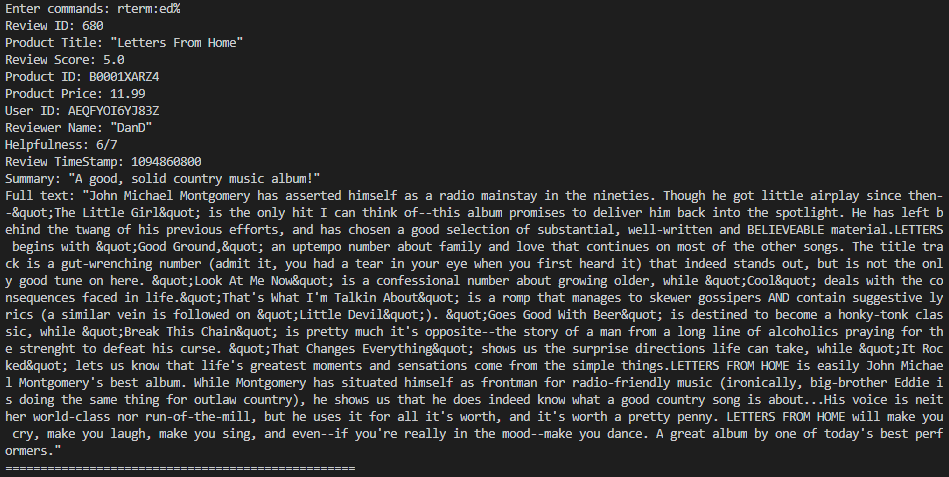 Enter commands: rterm:ed%
Review ID: 680
Product Title: "Letters From Home"
Review Score: 5.0
Product ID: B0001XARZ4
Product Price: 11.99
User ID: AEQFYOI6YJ83Z
Reviewer Name: "DanD"
Helpfulness: 6/7
Review TimeStamp: 1094860800
Summary: "A good, solid country music album!"
Full text: "John Michael Montgomery has asserted himself as a radio mainstay in the nineties. Though he got little airplay since then-
-&quot;The Little Girl&quot; is the only hit I can think of--this album promises to deliver him back into the spotlight. He has left b
ehind the twang of his previous efforts, and has chosen a good selection of substantial, well-written and BELIEVEABLE material.LETTERS
 begins with &quot;Good Ground,&quot; an uptempo number about family and love that continues on most of the other songs. The title tra
ck is a gut-wrenching number (admit it, you had a tear in your eye when you first heard it) that indeed stands out, but is not the onl
y good tune on here. &quot;Look At Me Now&quot; is a confessional number about growing older, while &quot;Cool&quot; deals with the co
nsequences faced in life.&quot;That's What I'm Talkin About&quot; is a romp that manages to skewer gossipers AND contain suggestive ly
rics (a similar vein is followed on &quot;Little Devil&quot;). &quot;Goes Good With Beer&quot; is destined to become a honky-tonk clas
sic, while &quot;Break This Chain&quot; is pretty much it's opposite--the story of a man from a long line of alcoholics praying for th
e strenght to defeat his curse. &quot;That Changes Everything&quot; shows us the surprise directions life can take, while &quot;It Roc
ked&quot; lets us know that life's greatest moments and sensations come from the simple things.LETTERS FROM HOME is easily John Michae
l Montgomery's best album. While Montgomery has situated himself as frontman for radio-friendly music (ironically, big-brother Eddie i
s doing the same thing for outlaw country), he shows us that he does indeed know what a good country song is about...His voice is neit
her world-class nor run-of-the-mill, but he uses it for all it's worth, and it's worth a pretty penny. LETTERS FROM HOME will make you
 cry, make you laugh, make you sing, and even--if you're really in the mood--make you dance. A great album by one of today's best perf
ormers."
==================================================